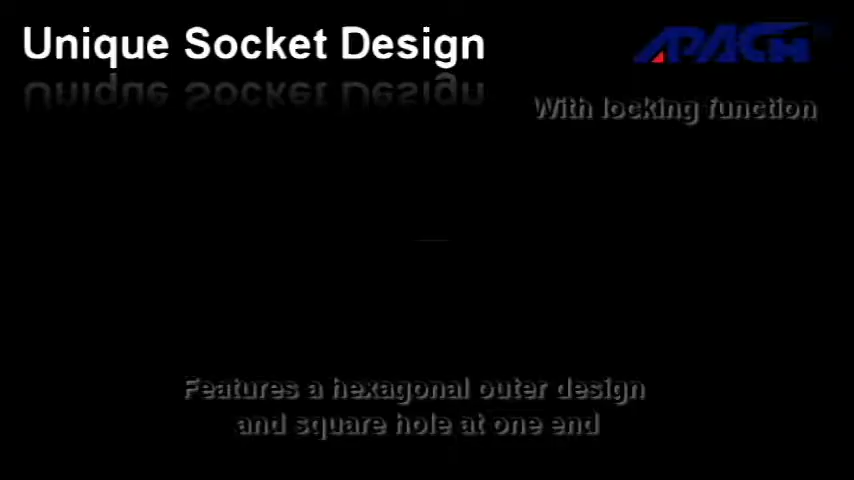 Unique Socket Design
APACH
With locking function
Features a hexagonal outer design
and square hole at one end